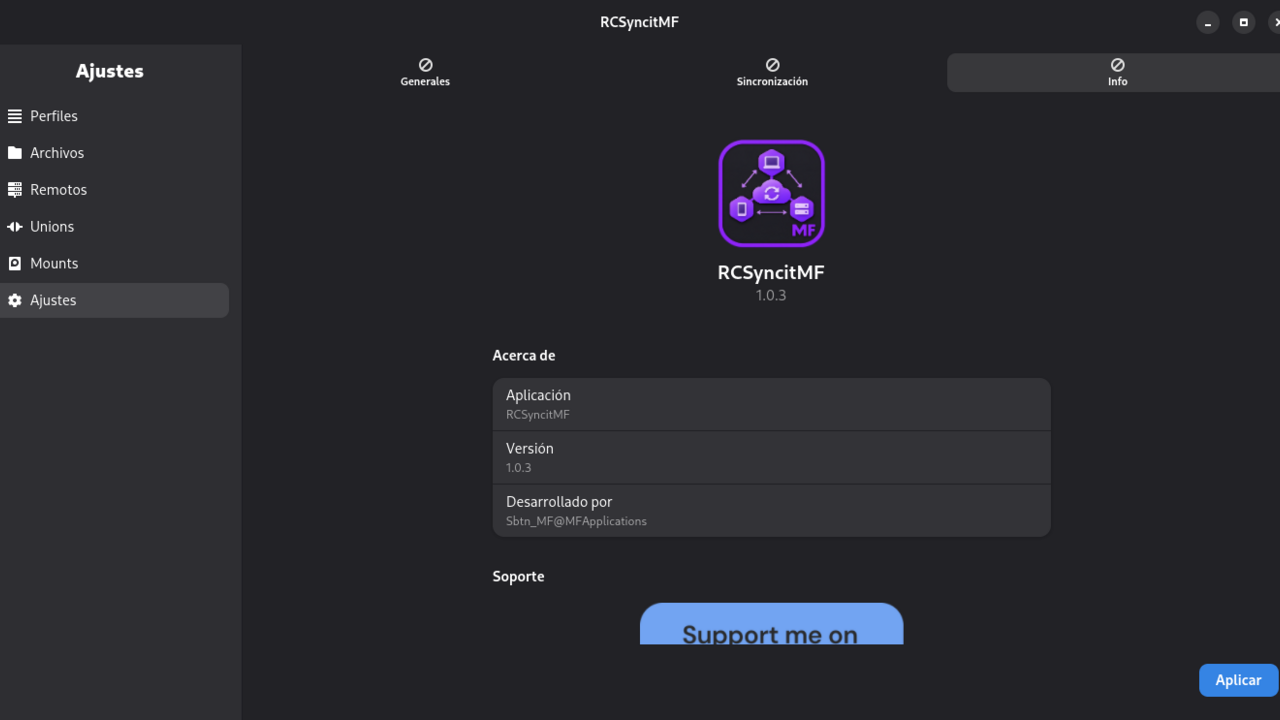 RCSyncitMF
Ajustes
Perfiles
Archivos
Remotos
Unions
Mounts
Ajustes
Generales
Sincronización
Info
MF
RCSyncitMF
1.0.3
Acerca de
Aplicación
RCSyncitMF
Versión
1.0.3
Desarrollado por
Sbtn_MF@MFApplications
Soporte
Support me on
Aplicar